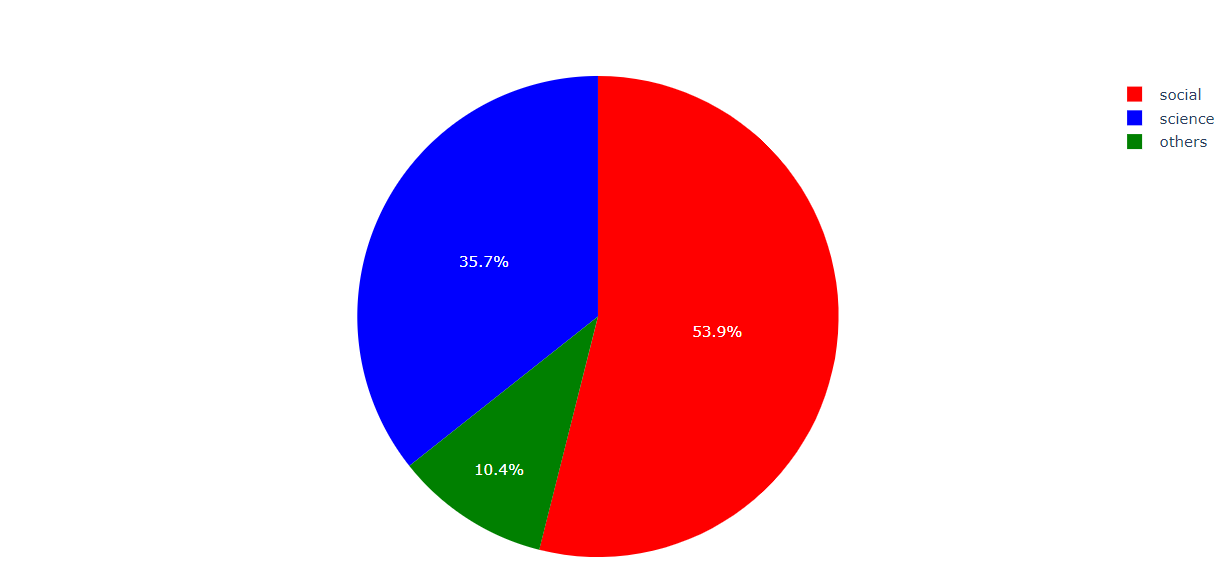 social
science
others
35.7%
53.9%
10.4%